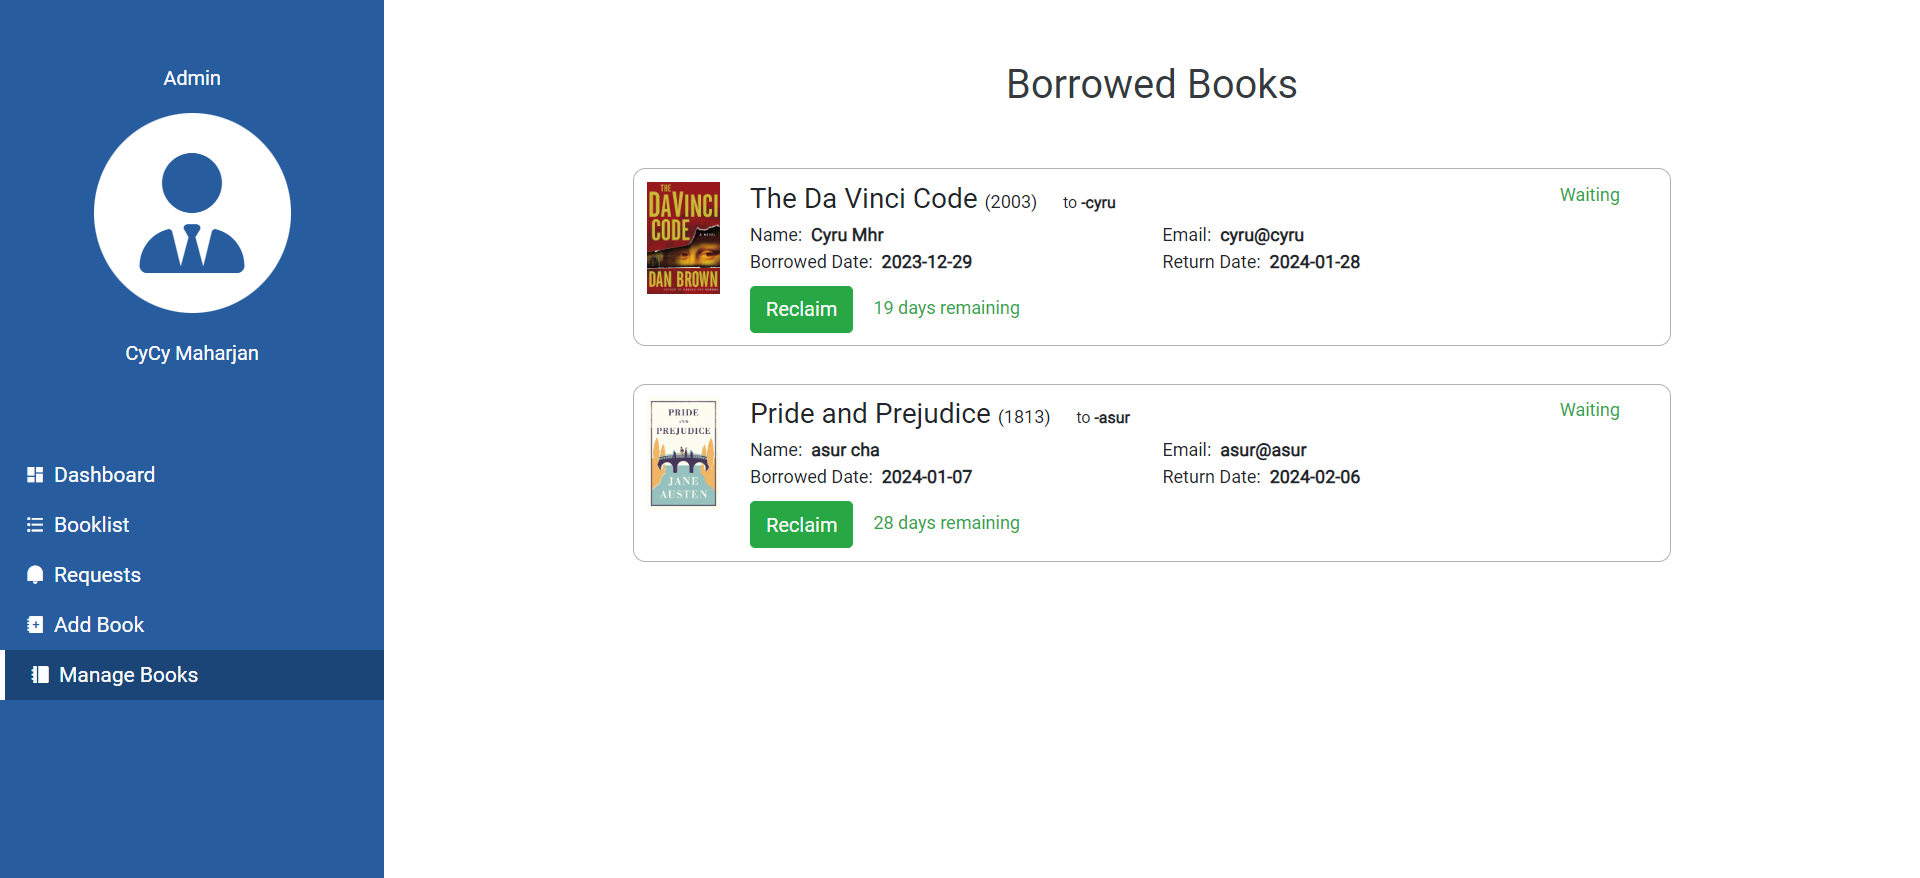 Admin
CyCy Maharjan
Dashboard
Booklist
Requests
Add Book
Manage Books
Borrowed Books
THE
DA VINCI
CODE
A NOVEL
DAN BROWN
The Da Vinci Code (2003) to -cyru
Waiting
Name: Cyru Mhr Email: cyru@cyru
Borrowed Date: 2023-12-29 Return Date: 2024-01-28
Reclaim 19 days remaining
PRIDE
AND
PREJUDICE
JANE
AUSTEN
Pride and Prejudice (1813) to -asur
Waiting
Name: asur cha Email: asur@asur
Borrowed Date: 2024-01-07 Return Date: 2024-02-06
Reclaim 28 days remaining